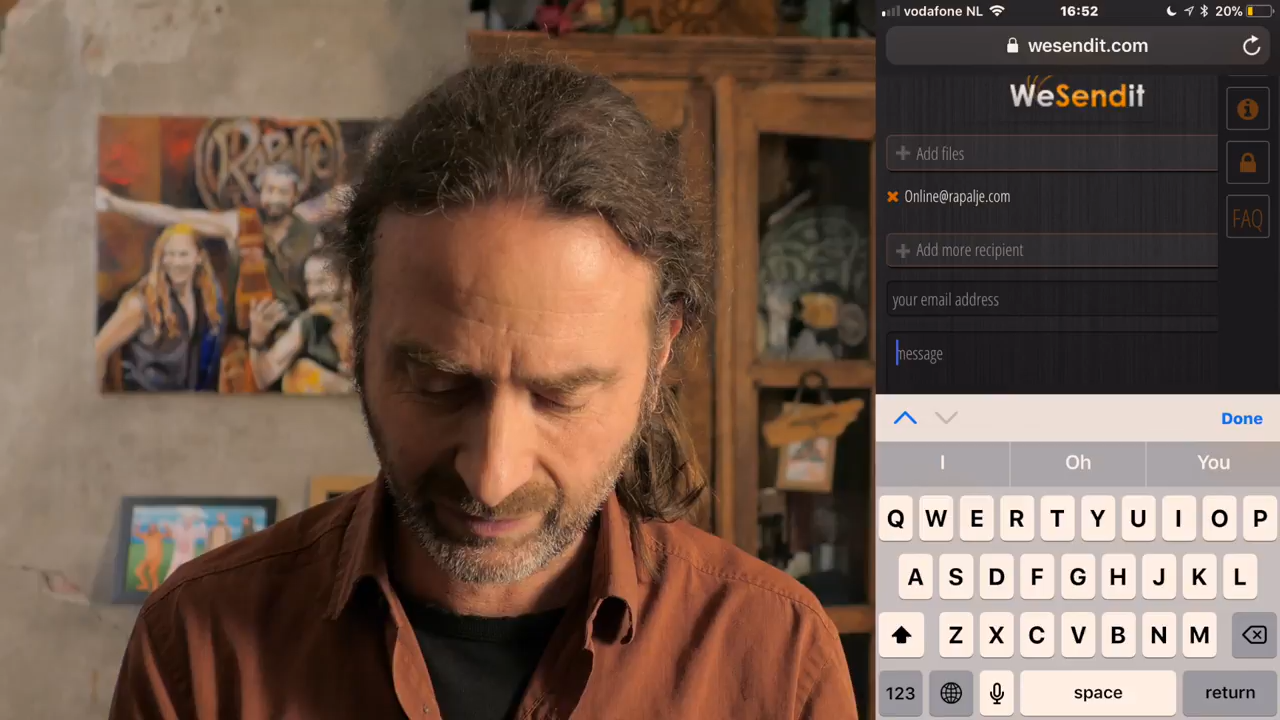 RAPALJE
vodafone NL
16:52
20%
wesendit.com
WeSendit
Add files
Online@rapalje.com
FAQ
Add more recipient
your email address
message
Done
I
Oh
You
Q W E R T Y U I O P
A S D F G H J K L
Z X C V B N M
123
space
return